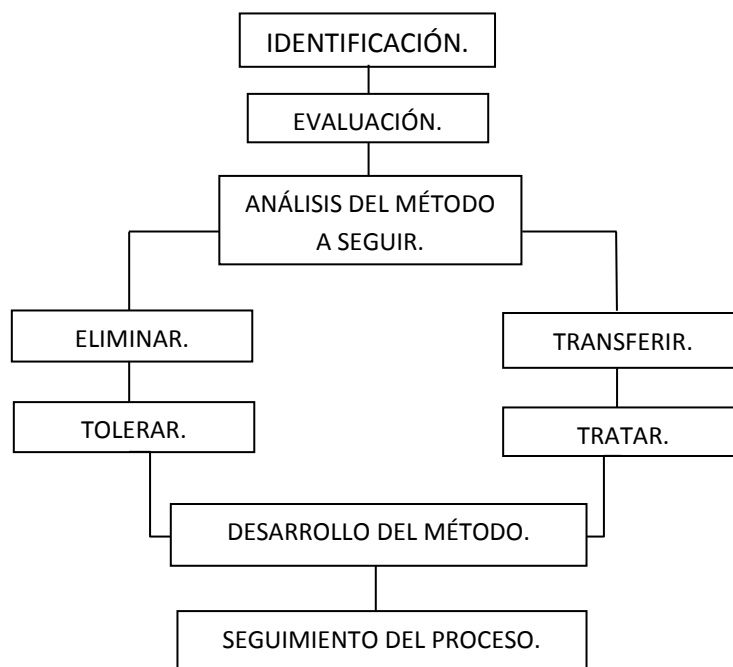 IDENTIFICACIÓN.
EVALUACIÓN.
ANÁLISIS DEL MÉTODO
A SEGUIR.
ELIMINAR.
TRANSFERIR.
TOLERAR.
TRATAR.
DESARROLLO DEL MÉTODO.
SEGUIMIENTO DEL PROCESO.